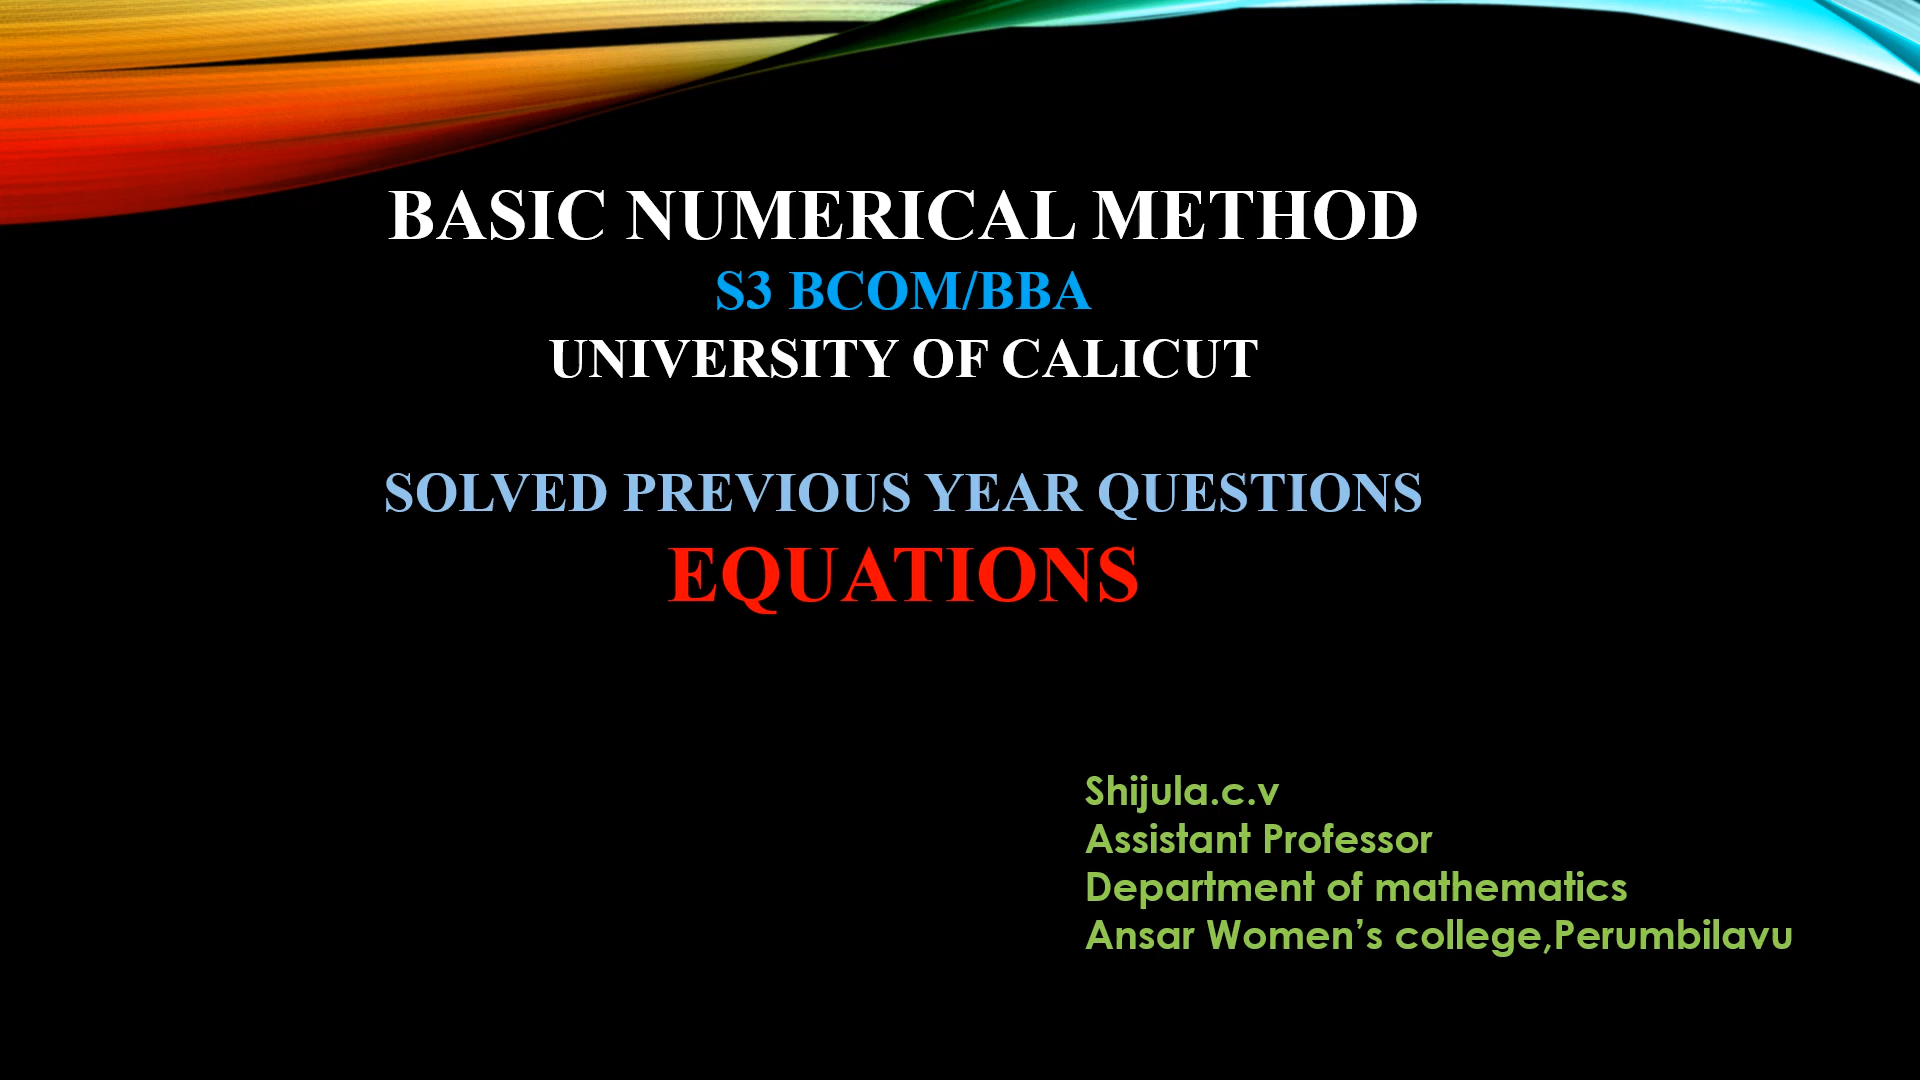 BASIC NUMERICAL METHOD
S3 BCOM/BBA
UNIVERSITY OF CALICUT
SOLVED PREVIOUS YEAR QUESTIONS
EQUATIONS
Shijula.c.v
Assistant Professor
Department of mathematics
Ansar Women’s college,Perumbilavu